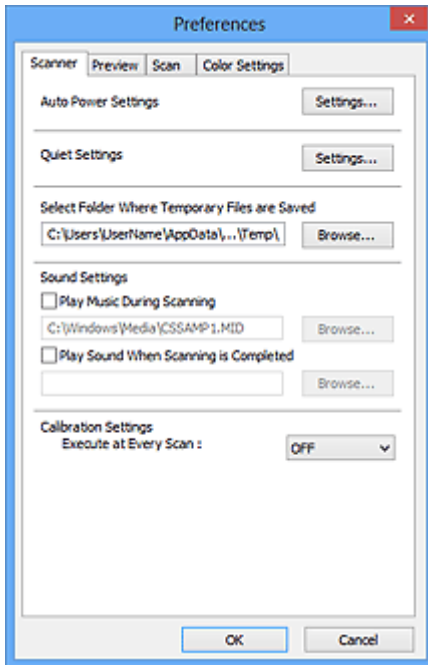 Preferences
Scanner Preview Scan Color Settings
Auto Power Settings Settings...
Quiet Settings Settings...
Select Folder Where Temporary Files are Saved
C:\Users\UserName\AppData\...\Temp\ Browse...
Sound Settings
Play Music During Scanning
C:\Windows\Media\CSSAMP1.MID Browse...
Play Sound When Scanning is Completed
Browse...
Calibration Settings
Execute at Every Scan : OFF
OK Cancel